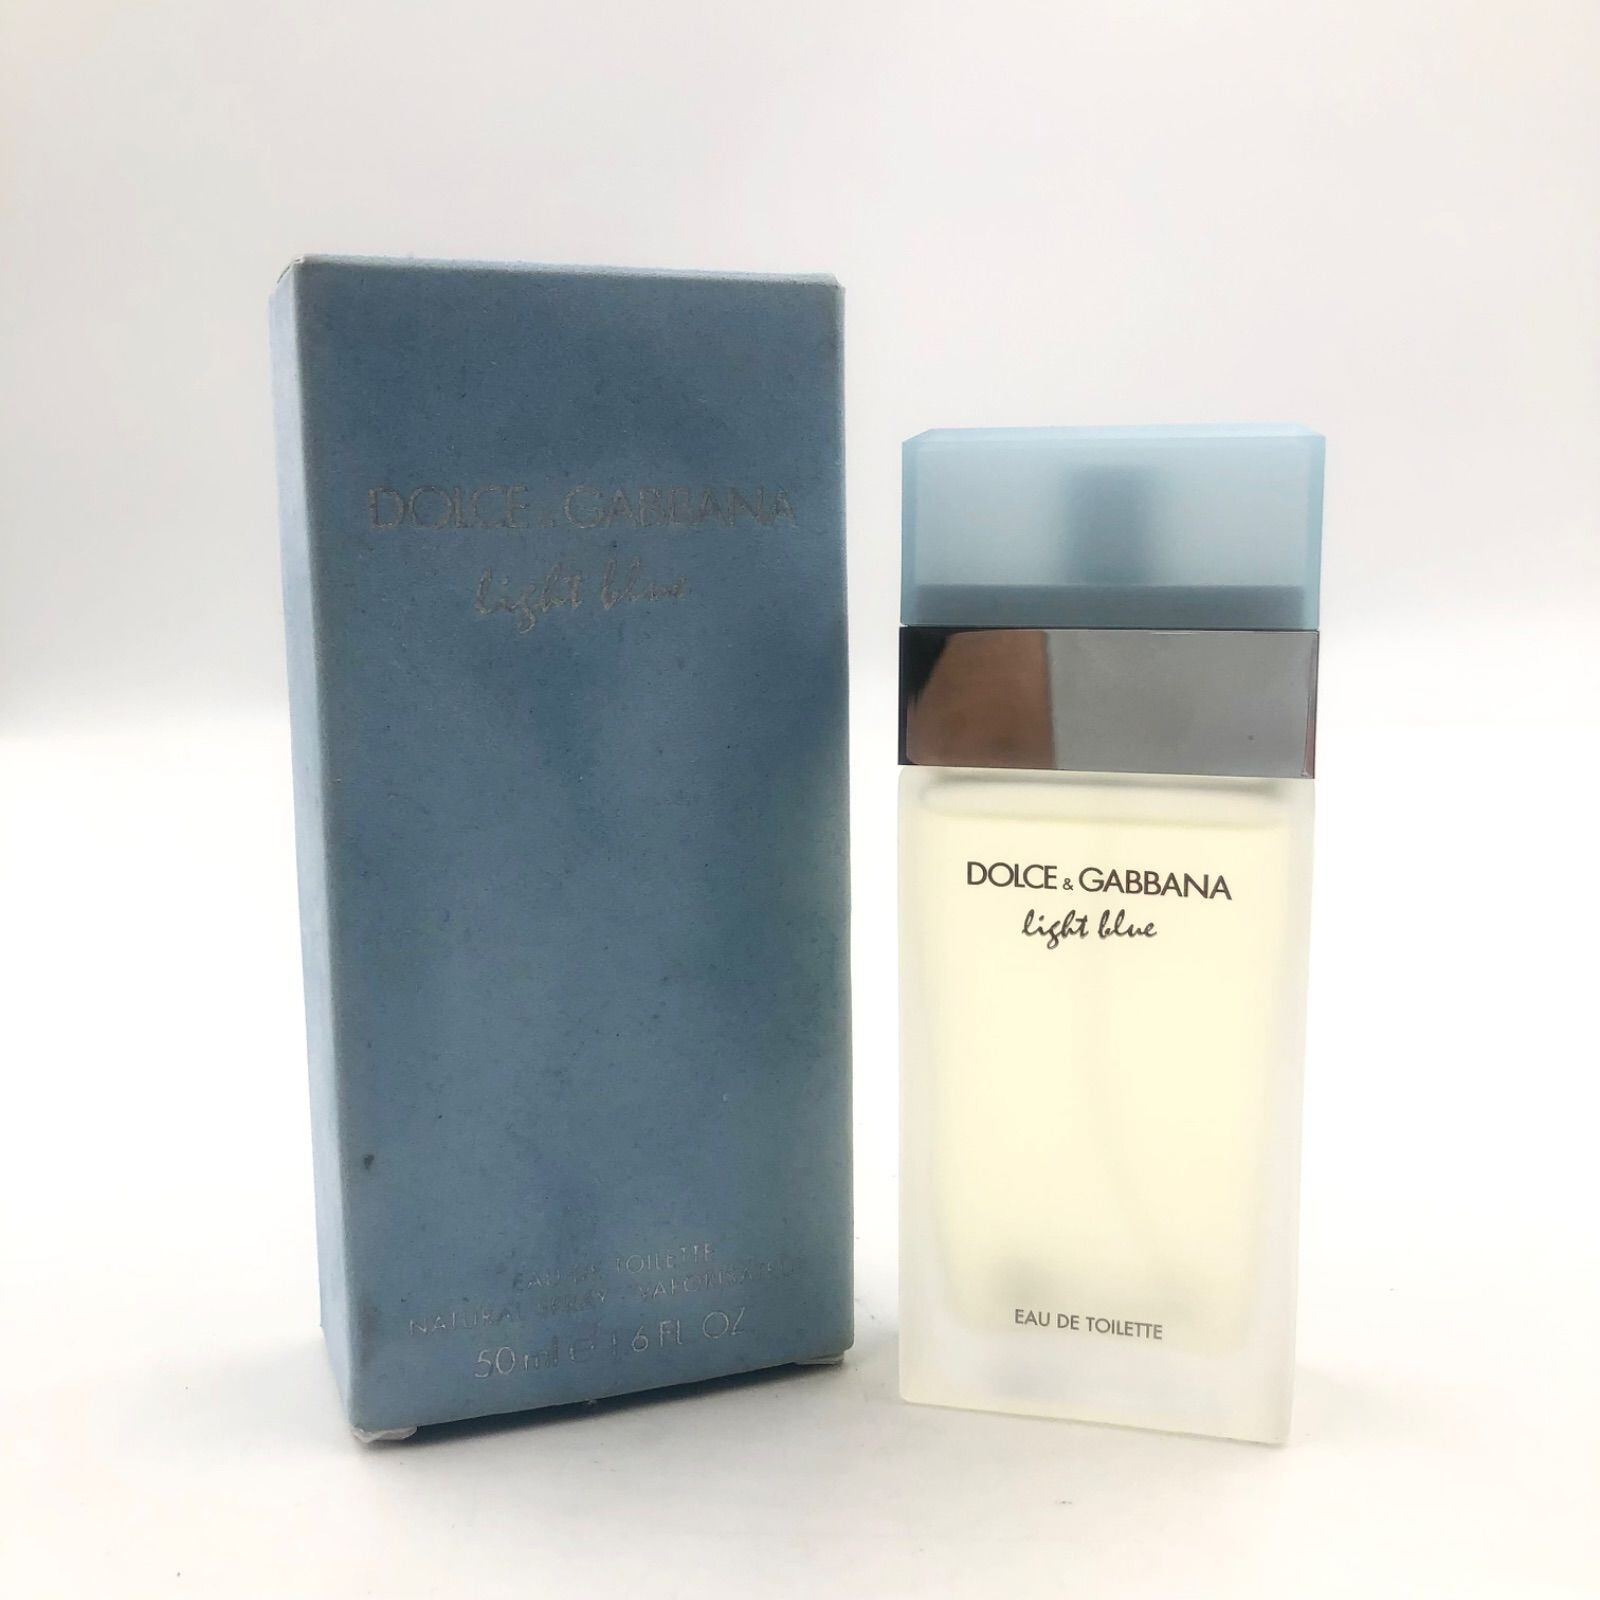 DOLCE & GABBANA
light blue
EAU DE TOILETTE
NATURAL SPRAY - VAPORISATEUR
50 ml e 1.6 FL. OZ
DOLCE & GABBANA
light blue
EAU DE TOILETTE